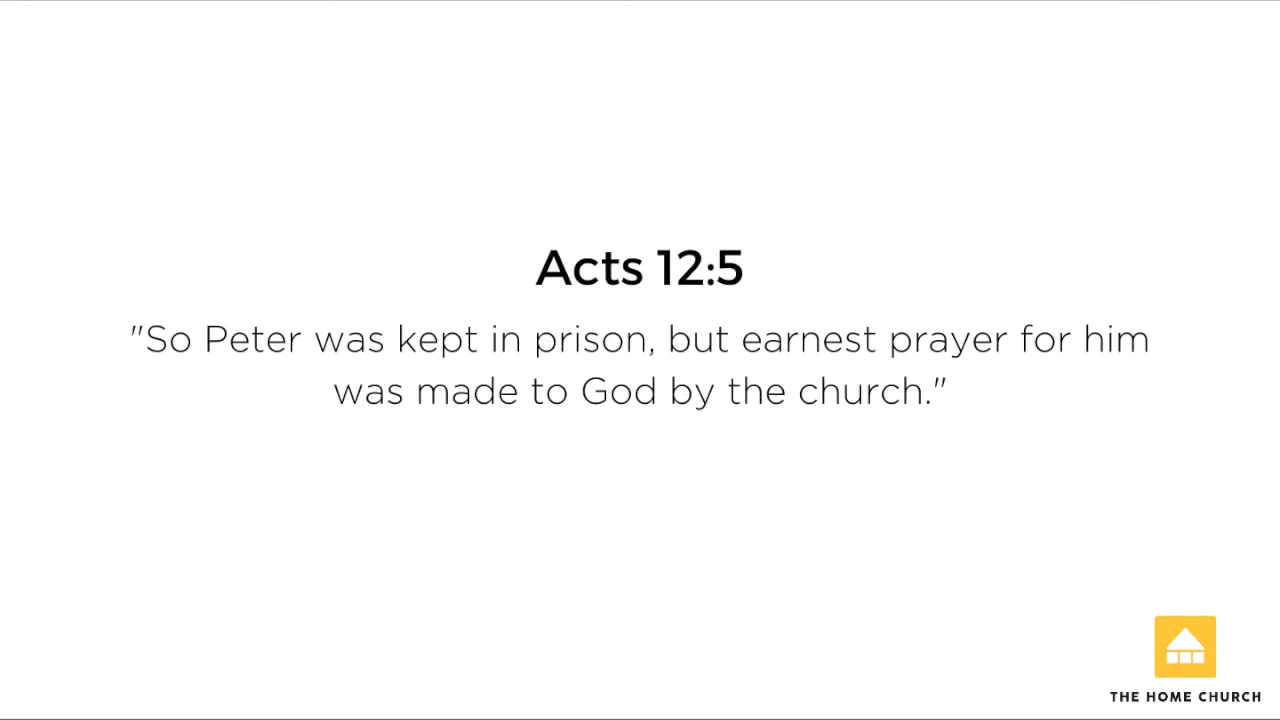 Acts 12:5
"So Peter was kept in prison, but earnest prayer for him
was made to God by the church."
THE HOME CHURCH